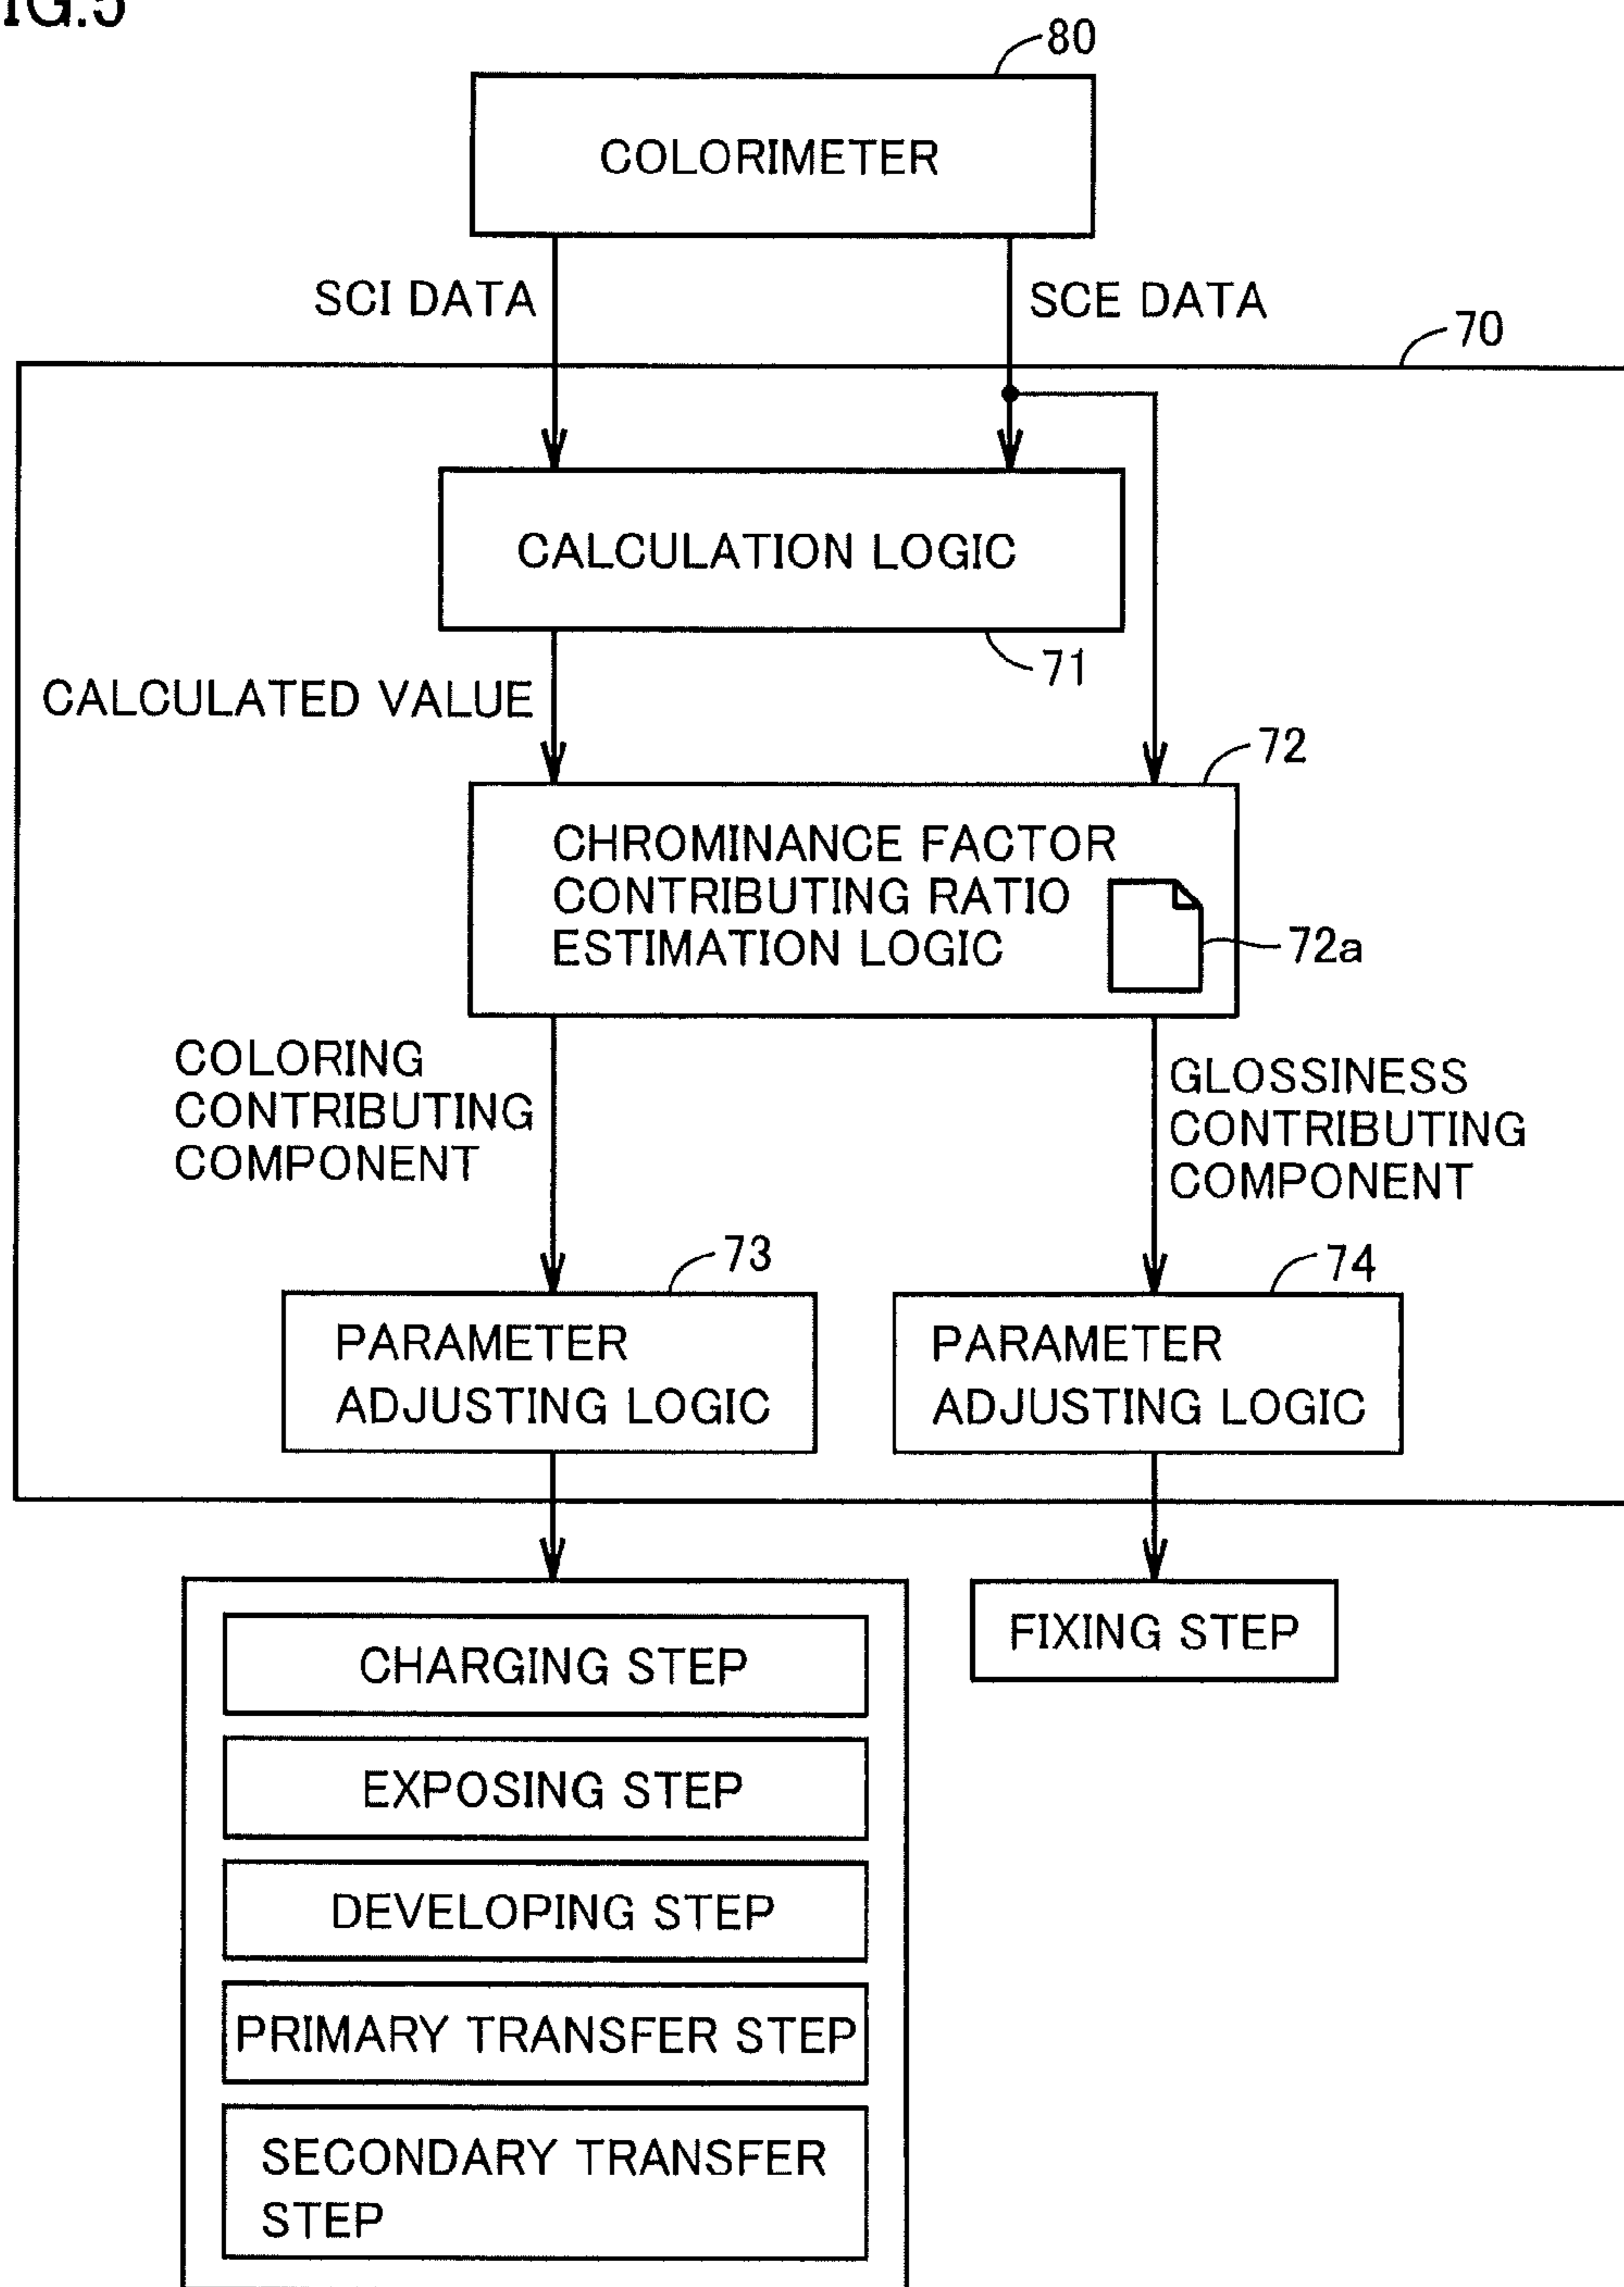 IG.5
80
COLORIMETER
SCI DATA
SCE DATA
70
CALCULATION LOGIC
71
CALCULATED VALUE
72
CHROMINANCE FACTOR
CONTRIBUTING RATIO
ESTIMATION LOGIC
72a
COLORING
CONTRIBUTING
COMPONENT
GLOSSINESS
CONTRIBUTING
COMPONENT
73
74
PARAMETER
ADJUSTING LOGIC
PARAMETER
ADJUSTING LOGIC
CHARGING STEP
EXPOSING STEP
DEVELOPING STEP
PRIMARY TRANSFER STEP
SECONDARY TRANSFER
STEP
FIXING STEP